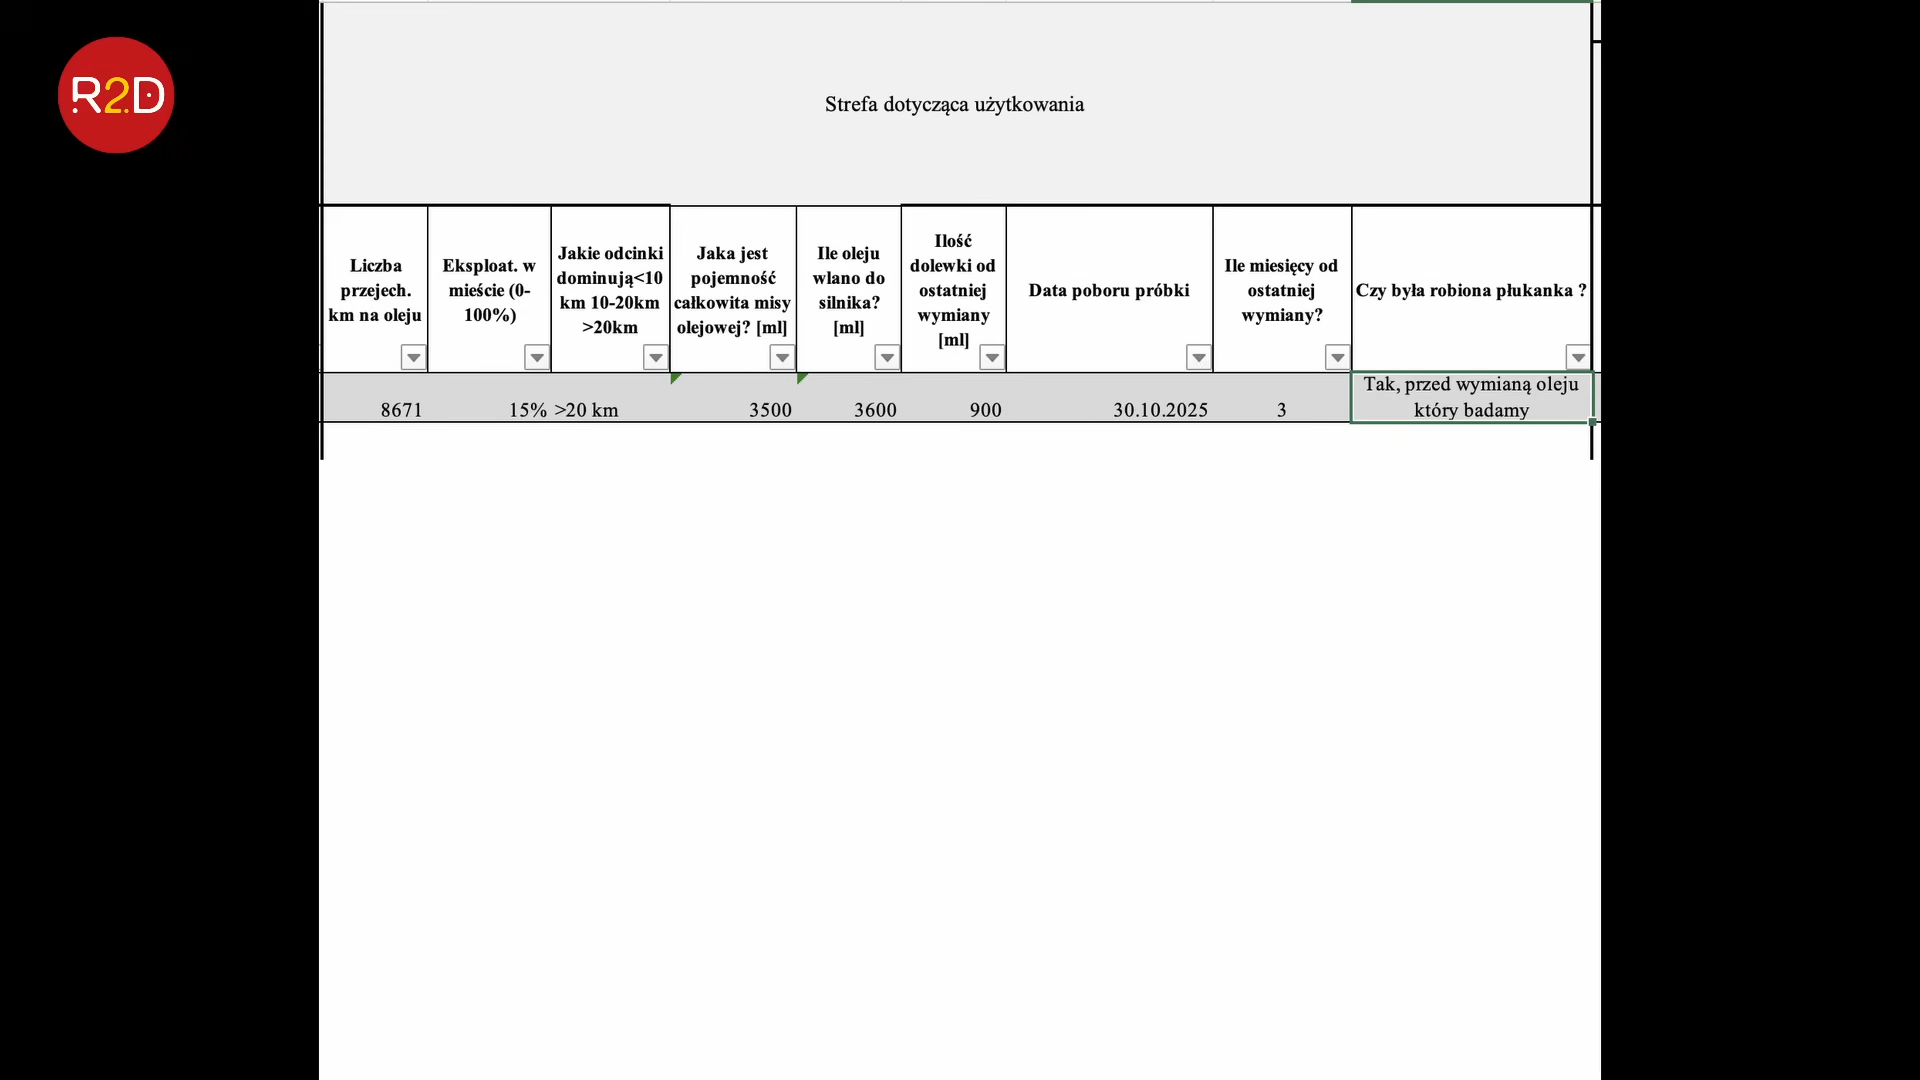 R2D
Strefa dotycząca użytkowania
Liczba
przejech.
km na oleju
Eksploat. w
mieście (0-
100%)
Jakie odcinki
dominują<10
km 10-20km
>20km
Jaka jest
pojemność
całkowita misy
olejowej? [ml]
Ile oleju
wlano do
silnika?
[ml]
Ilość
dolewki od
ostatniej
wymiany
[ml]
Data poboru próbki
Ile miesięcy od
ostatniej
wymiany?
Czy była robiona płukanka ?
8671
15%
>20 km
3500
3600
900
30.10.2025
3
Tak, przed wymianą oleju
który badamy